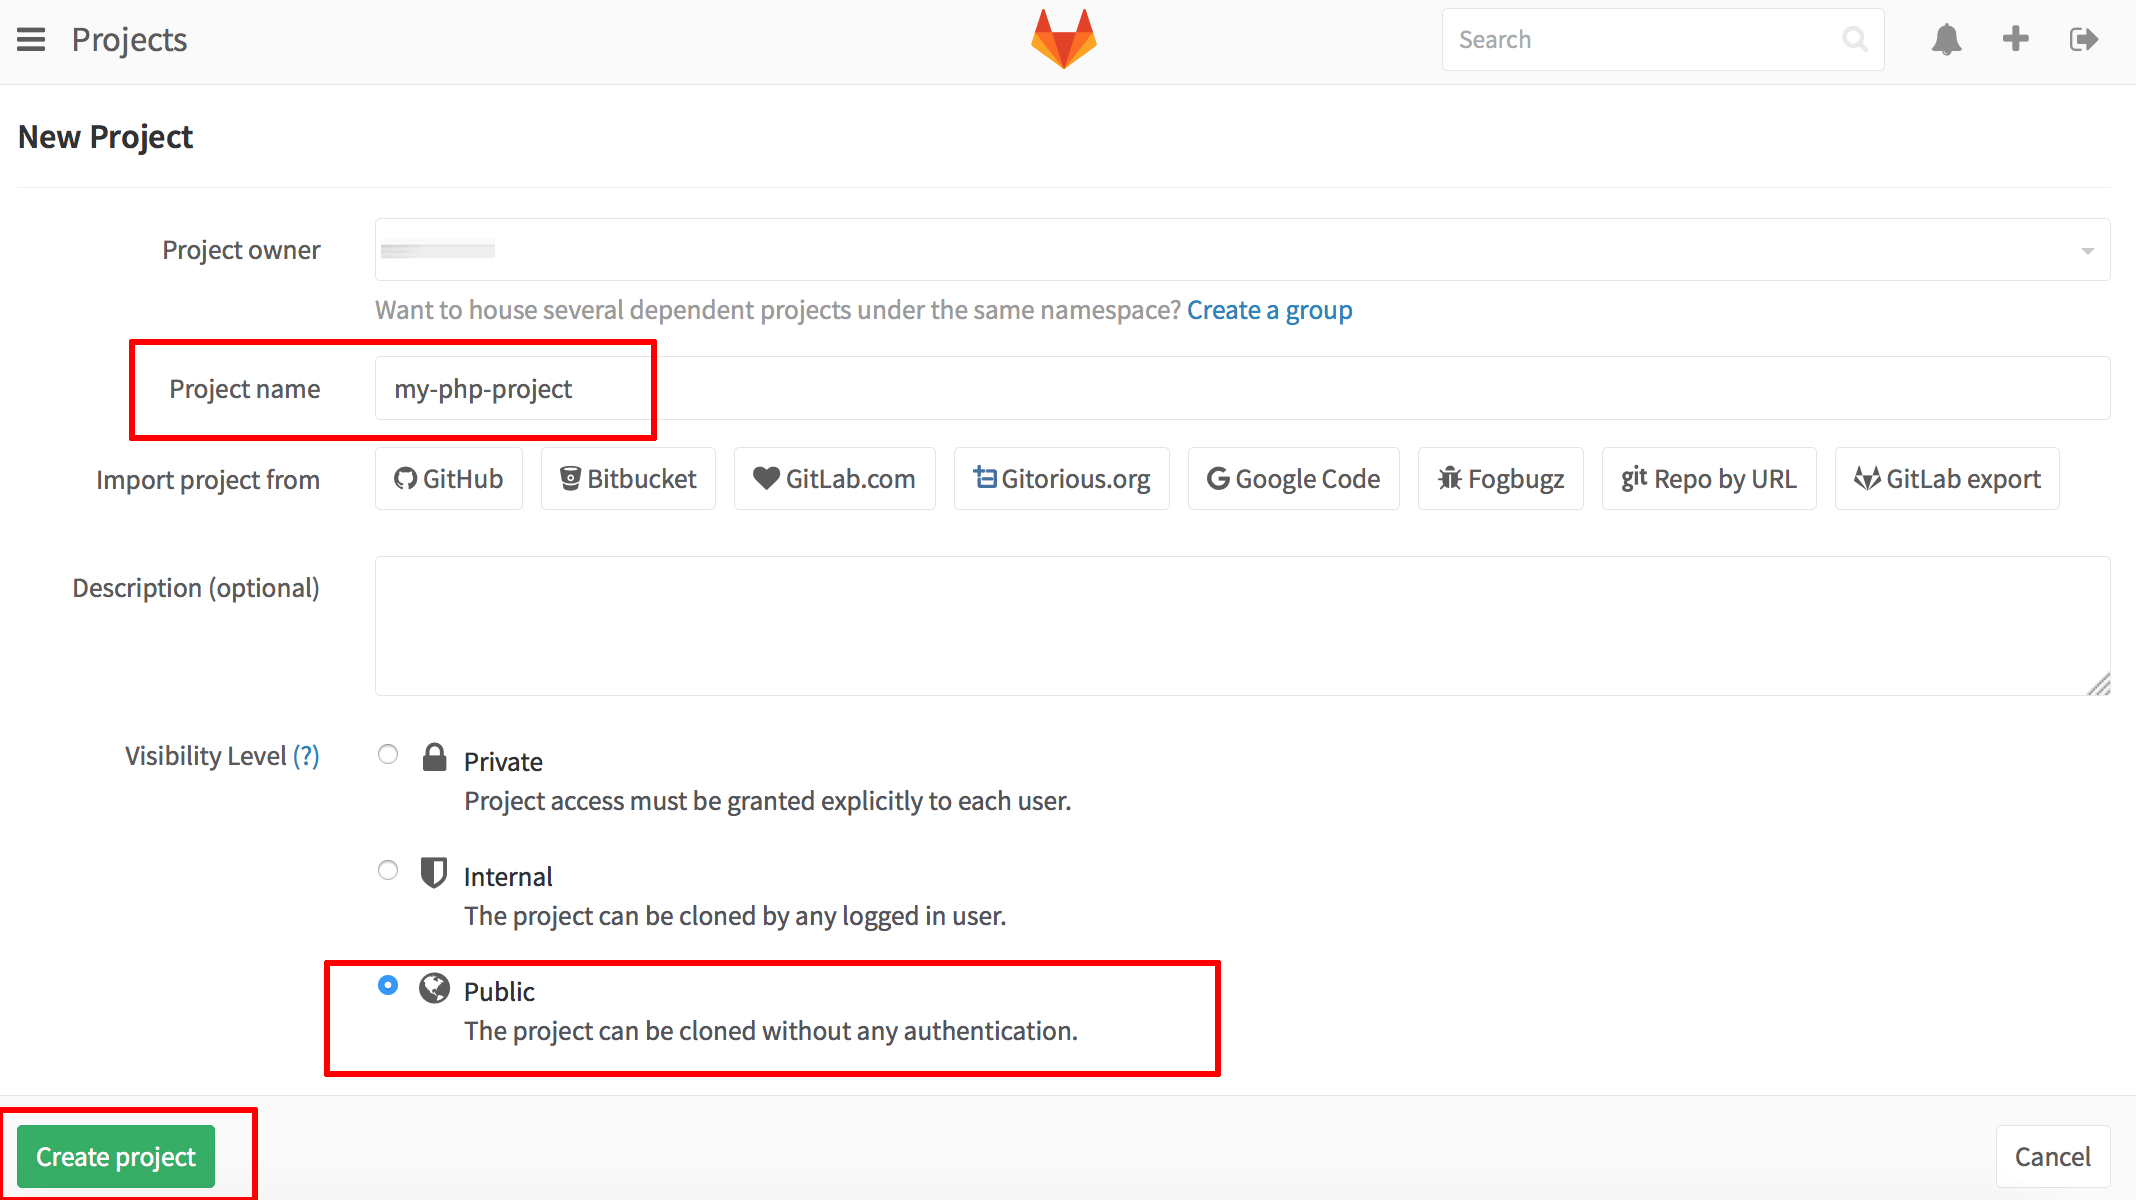 Projects
Search
New Project
Project owner
Want to house several dependent projects under the same namespace? Create a group
Project name my-php-project
Import project from GitHub Bitbucket GitLab.com Gitorious.org Google Code Fogbugz git Repo by URL GitLab export
Description (optional)
Visibility Level (?) Private
Project access must be granted explicitly to each user.
Internal
The project can be cloned by any logged in user.
Public
The project can be cloned without any authentication.
Create project Cancel